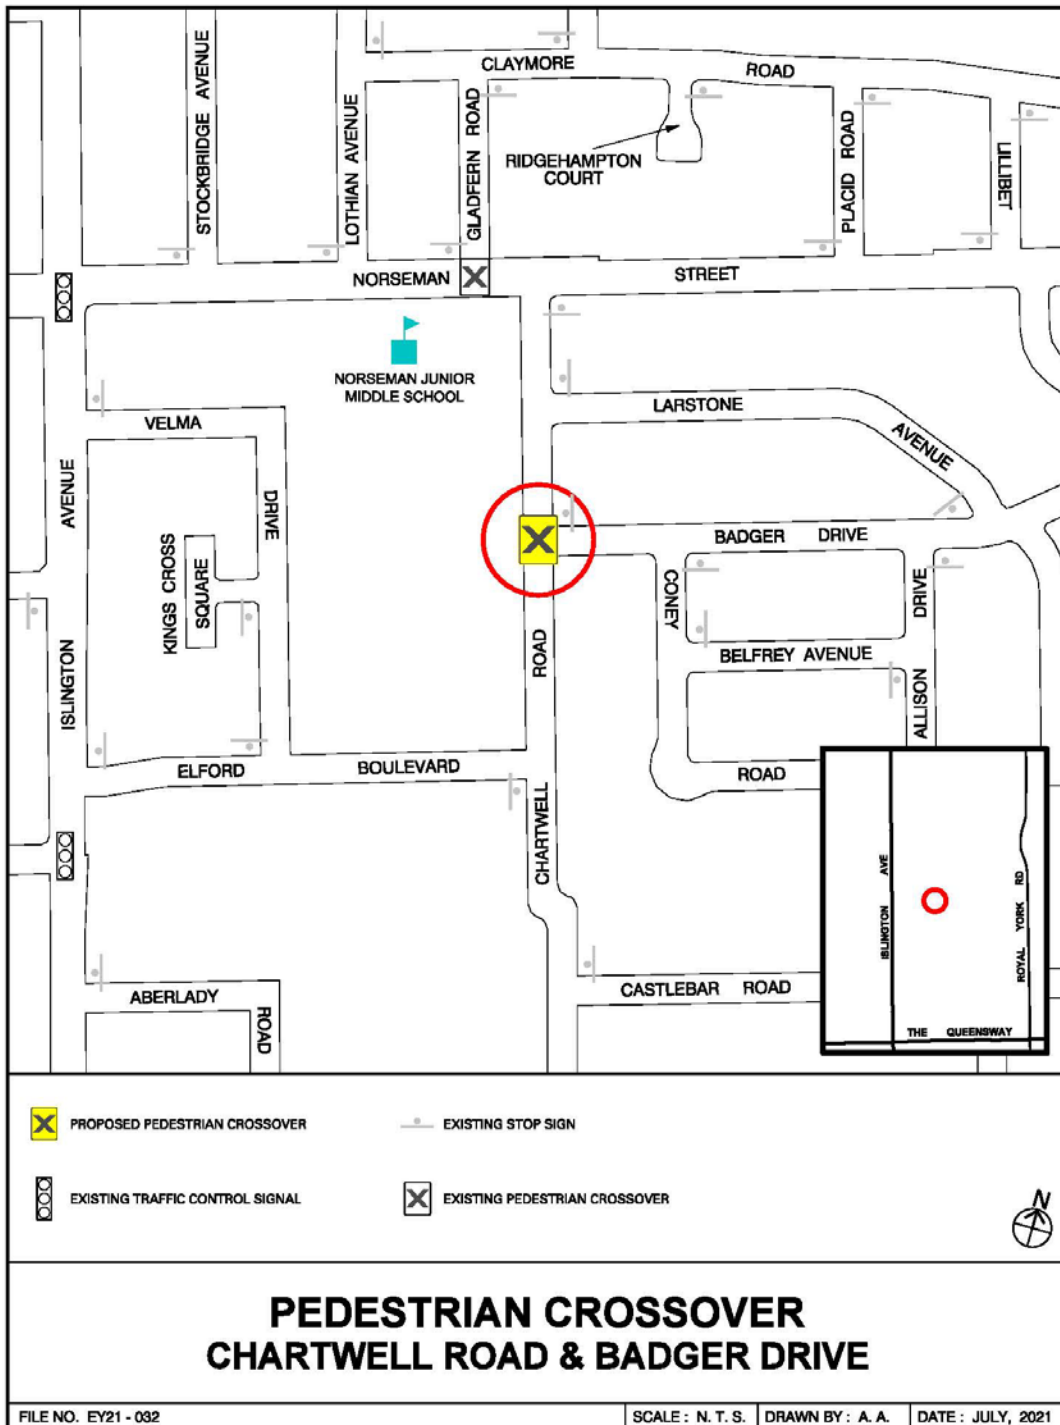 CLAYMORE
ROAD
STOCKBRIDGE AVENUE
LOTHIAN AVENUE
GLADFERN ROAD
RIDGEHAMPTON
COURT
PLACID ROAD
LILLIBET
NORSEMAN
STREET
NORSEMAN JUNIOR
MIDDLE SCHOOL
LARSTONE
AVENUE
VELMA
DRIVE
AVENUE
ISLINGTON
KINGS CROSS
SQUARE
BADGER DRIVE
CONEY
DRIVE
ALLISON
BELFREY AVENUE
ROAD
ROAD
CHARTWELL
ELFORD
BOULEVARD
CASTLEBAR ROAD
ABERLADY
ROAD
ISLINGTON AVE
ROYAL YORK RD
THE QUEENSWAY
PROPOSED PEDESTRIAN CROSSOVER
EXISTING STOP SIGN
EXISTING TRAFFIC CONTROL SIGNAL
EXISTING PEDESTRIAN CROSSOVER
N
PEDESTRIAN CROSSOVER
CHARTWELL ROAD & BADGER DRIVE
FILE NO. EY21 - 032
SCALE : N. T. S.
DRAWN BY : A. A.
DATE : JULY, 2021